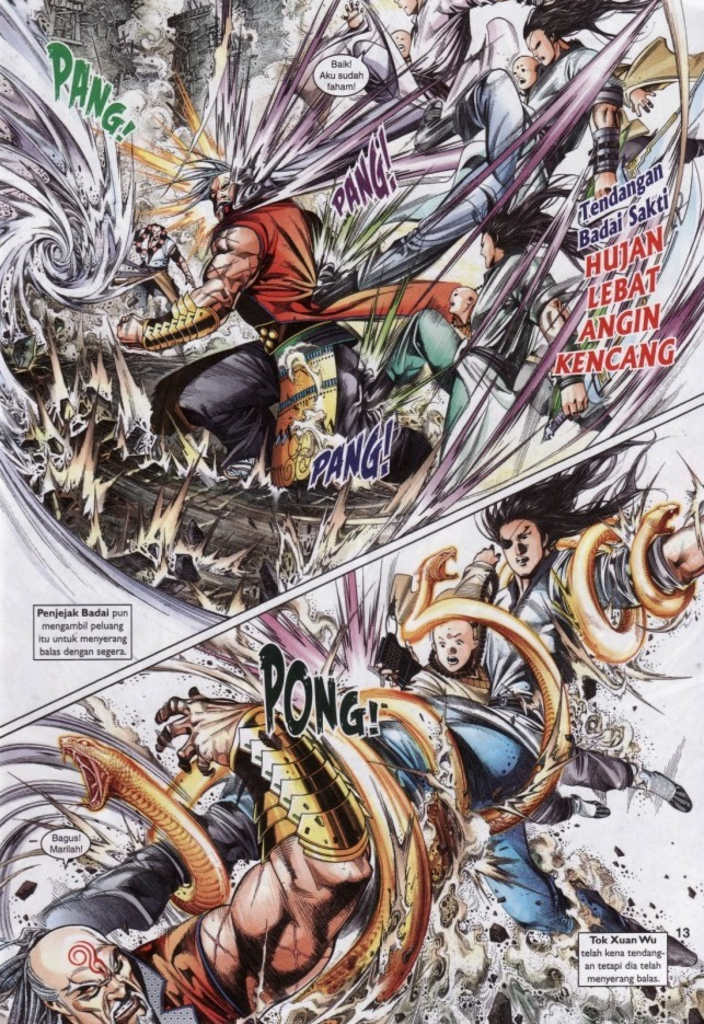 PANG!
Baik!
Aku sudah
faham!
PANG!
Tendangan
Badai Sakti
HUJAN
LEBAT
ANGIN
KENCANG
PANG!
Penjejak Badai pun
mengambil peluang
itu untuk menyerang
balas dengan segera.
PONG!
Bagus!
Marilah!
13
Tok Xuan Wu
telah kena tendang-
an tetapi dia telah
menyerang balas.